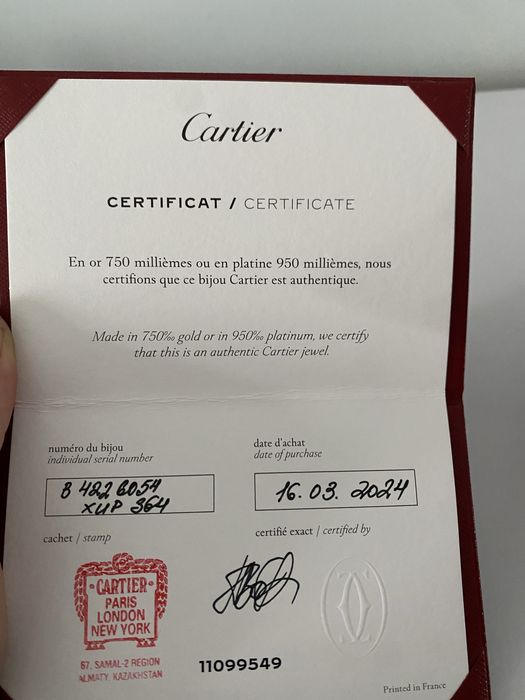 Cartier
CERTIFICAT / CERTIFICATE
En or 750 millièmes ou en platine 950 millièmes, nous
certifions que ce bijou Cartier est authentique.
Made in 750‰ gold or in 950‰ platinum, we certify
that this is an authentic Cartier jewel.
numéro du bijou
individual serial number
B 4226054
XUP 364
date d'achat
date of purchase
16. 03. 2024
cachet / stamp
certifié exact / certified by
CARTIER
PARIS
LONDON
NEW YORK
67, SAMAL-2 REGION
ALMATY, KAZAKHSTAN
11099549
Printed in France